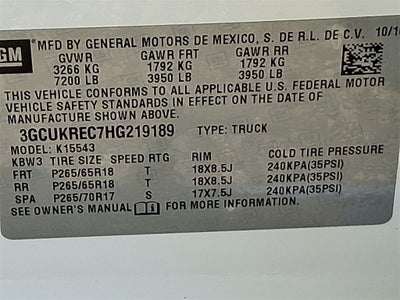 GM MFD BY GENERAL MOTORS DE MEXICO, S. DE R.L. DE C.V. 10/16
GVWR GAWR FRT GAWR RR
3266 KG 1792 KG 1792 KG
7200 LB 3950 LB 3950 LB
THIS VEHICLE CONFORMS TO ALL APPLICABLE U.S. FEDERAL MOTOR
VEHICLE SAFETY STANDARDS IN EFFECT ON THE DATE OF
MANUFACTURE SHOWN ABOVE.
3GCUKREC7HG219189 TYPE: TRUCK
MODEL: K15543
KBW3 TIRE SIZE SPEED RTG RIM COLD TIRE PRESSURE
FRT P265/65R18 T 18X8.5J 240KPA(35PSI)
RR P265/65R18 T 18X8.5J 240KPA(35PSI)
SPA P265/70R17 S 17X7.5J 240KPA(35PSI)
SEE OWNER'S MANUAL FOR MORE INFORMATION.